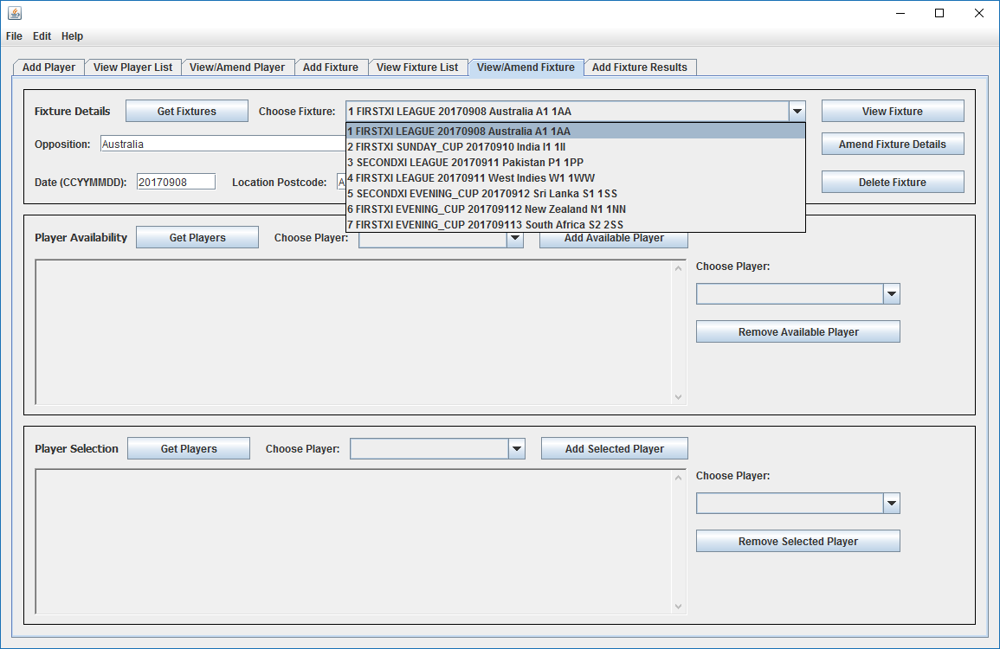 File Edit Help
Add Player View Player List View/Amend Player Add Fixture View Fixture List View/Amend Fixture Add Fixture Results
Fixture Details Get Fixtures Choose Fixture: 1 FIRSTXI LEAGUE 20170908 Australia A1 1AA View Fixture
1 FIRSTXI LEAGUE 20170908 Australia A1 1AA
Opposition: Australia 2 FIRSTXI SUNDAY_CUP 20170910 India I1 1II Amend Fixture Details
3 SECONDXI LEAGUE 20170911 Pakistan P1 1PP
Date (CCYYMMDD): 20170908 Location Postcode: A 4 FIRSTXI LEAGUE 20170911 West Indies W1 1WW Delete Fixture
5 SECONDXI EVENING_CUP 20170912 Sri Lanka S1 1SS
6 FIRSTXI EVENING_CUP 201709112 New Zealand N1 1NN
7 FIRSTXI EVENING_CUP 201709113 South Africa S2 2SS
Player Availability Get Players Choose Player: Add Available Player
Choose Player:
Remove Available Player
Player Selection Get Players Choose Player: Add Selected Player
Choose Player:
Remove Selected Player